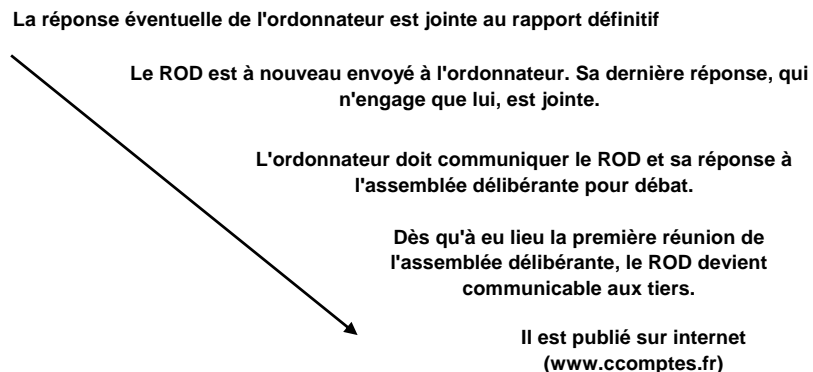 La réponse éventuelle de l'ordonnateur est jointe au rapport définitif
Le ROD est à nouveau envoyé à l'ordonnateur. Sa dernière réponse, qui
n'engage que lui, est jointe.
L'ordonnateur doit communiquer le ROD et sa réponse à
l'assemblée délibérante pour débat.
Dès qu'à eu lieu la première réunion de
l'assemblée délibérante, le ROD devient
communicable aux tiers.
Il est publié sur internet
(www.ccomptes.fr)